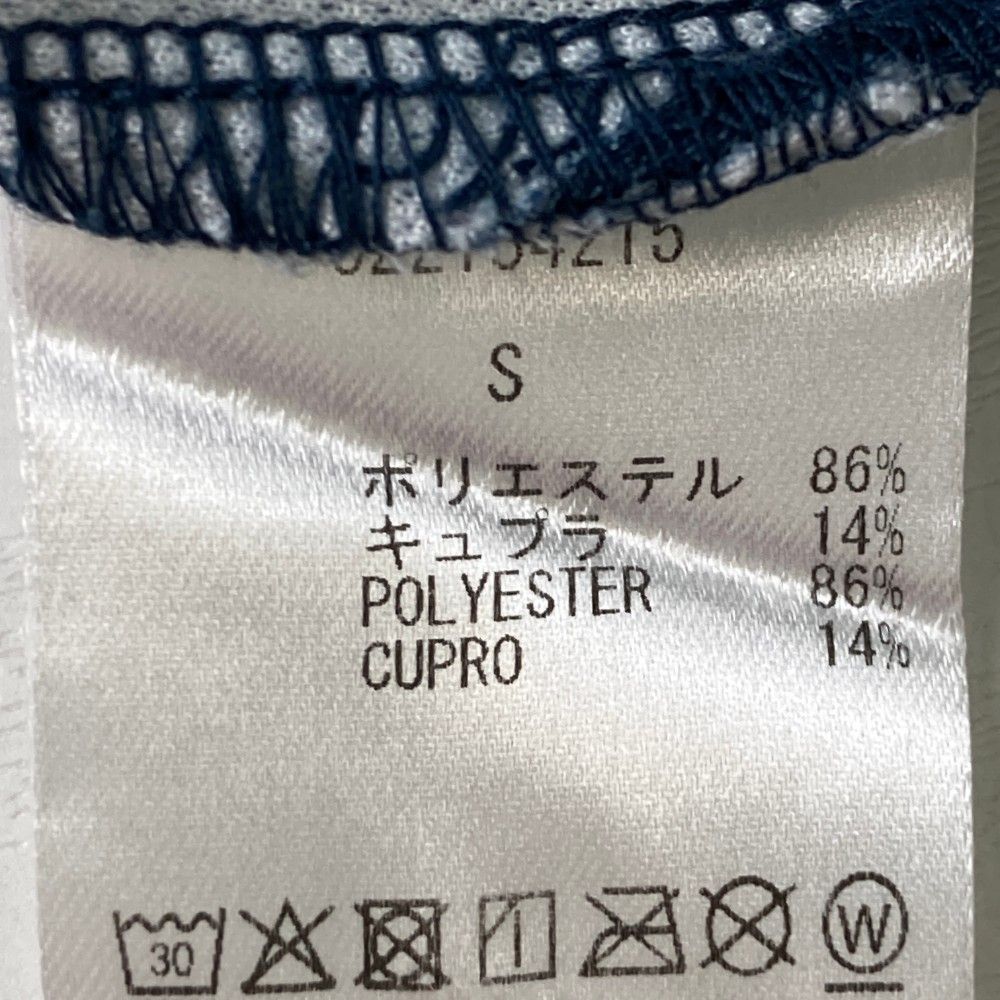 S
ポリエステル 86%
キュプラ 14%
POLYESTER 86%
CUPRO 14%
30
W